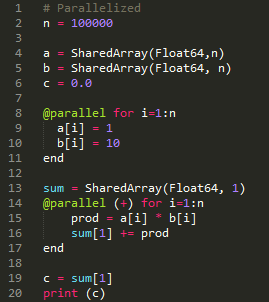 1 # Parallelized
2 n = 100000
3
4 a = SharedArray(Float64,n)
5 b = SharedArray(Float64, n)
6 c = 0.0
7
8 @parallel for i=1:n
9 a[i] = 1
10 b[i] = 10
11 end
12
13 sum = SharedArray(Float64, 1)
14 @parallel (+) for i=1:n
15 prod = a[i] * b[i]
16 sum[1] += prod
17 end
18
19 c = sum[1]
20 print (c)